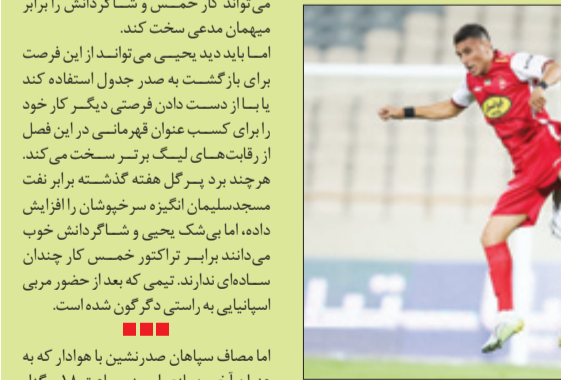 می‌تواند کار خمس و شاگردانش را برابر
میهمان مدعی سخت کند.
اما باید دید یحیی می‌تواند از این فرصت
برای بازگشت به صدر جدول استفاده کند
یا با از دست دادن فرصتی دیگر کار خود
را برای کسب عنوان قهرمانی در این فصل
از رقابت‌های لیگ برتر سخت می‌کند.
هرچند برد پرگل هفته گذشته برابر نفت
مسجدسلیمان انگیزه سرخپوشان را افزایش
داده، اما بی‌شک یحیی و شاگردانش خوب
می‌دانند برابر تراکتور خمس کار چندان
ساده‌ای ندارند. تیمی که بعد از حضور مربی
اسپانیایی به راستی دگرگون شده است.
اما مصاف سپاهان صدرنشین با هوادار که به